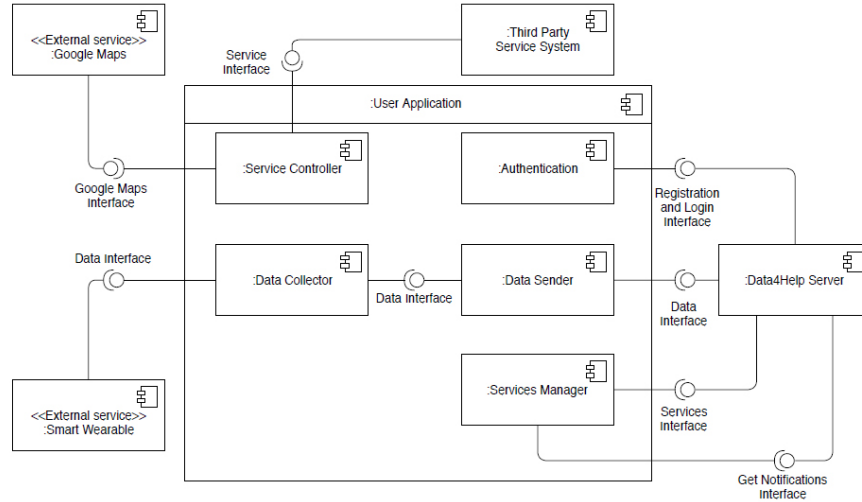 <<External service>>
:Google Maps
:Third Party
Service System
Service
Interface
:User Application
:Service Controller
:Authentication
Google Maps
Interface
Registration
and Login
Interface
Data Interface
:Data Collector
Data Interface
:Data Sender
Data
Interface
:Data4Help Server
<<External service>>
:Smart Wearable
:Services Manager
Services
Interface
Get Notifications
Interface